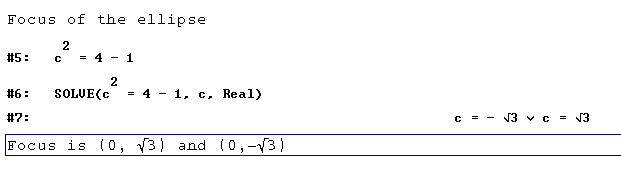 Focus of the ellipse
#5: c² = 4 - 1
#6: SOLVE(c² = 4 - 1, c, Real)
#7: c = - √3 ∨ c = √3
Focus is (0, √3) and (0,-√3)